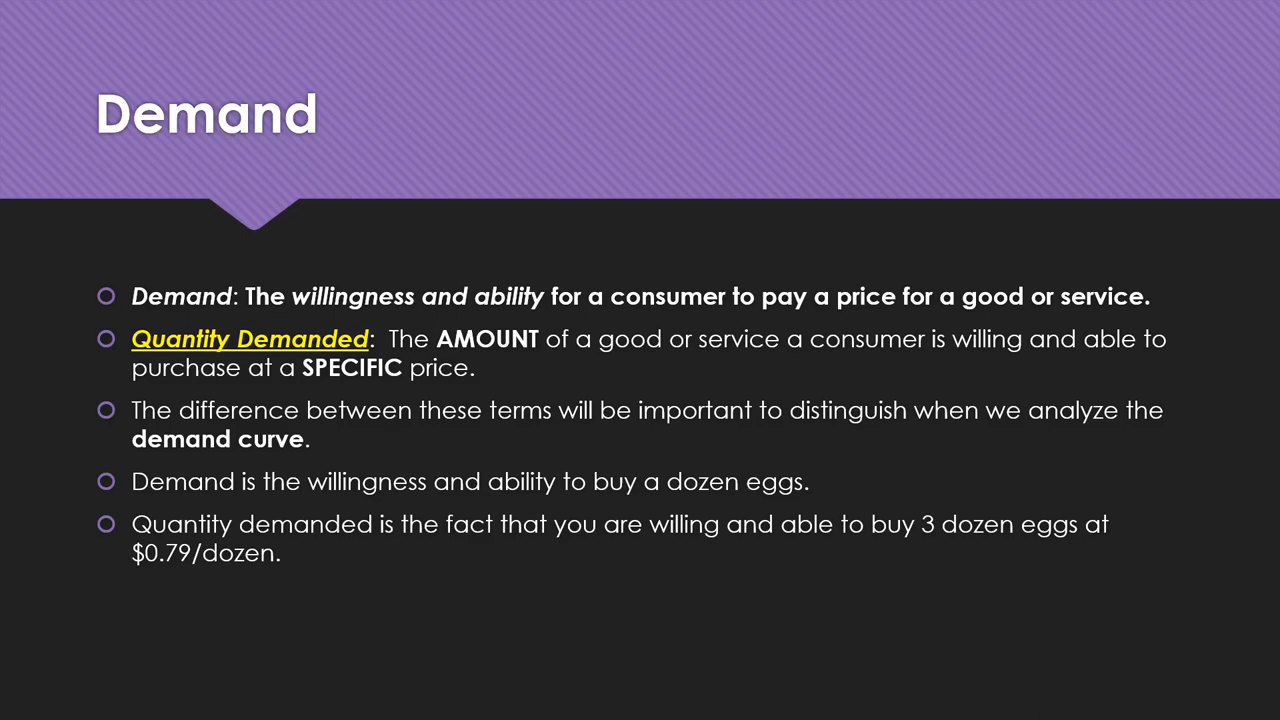 Demand
Demand: The willingness and ability for a consumer to pay a price for a good or service.
Quantity Demanded:  The AMOUNT of a good or service a consumer is willing and able to
purchase at a SPECIFIC price.
The difference between these terms will be important to distinguish when we analyze the
demand curve.
Demand is the willingness and ability to buy a dozen eggs.
Quantity demanded is the fact that you are willing and able to buy 3 dozen eggs at
$0.79/dozen.